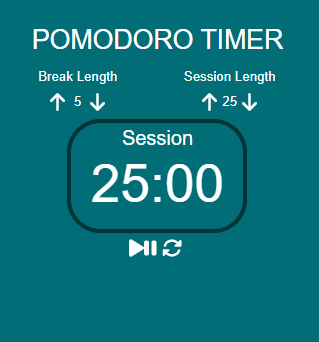 POMODORO TIMER
Break Length Session Length
5 25
Session
25:00